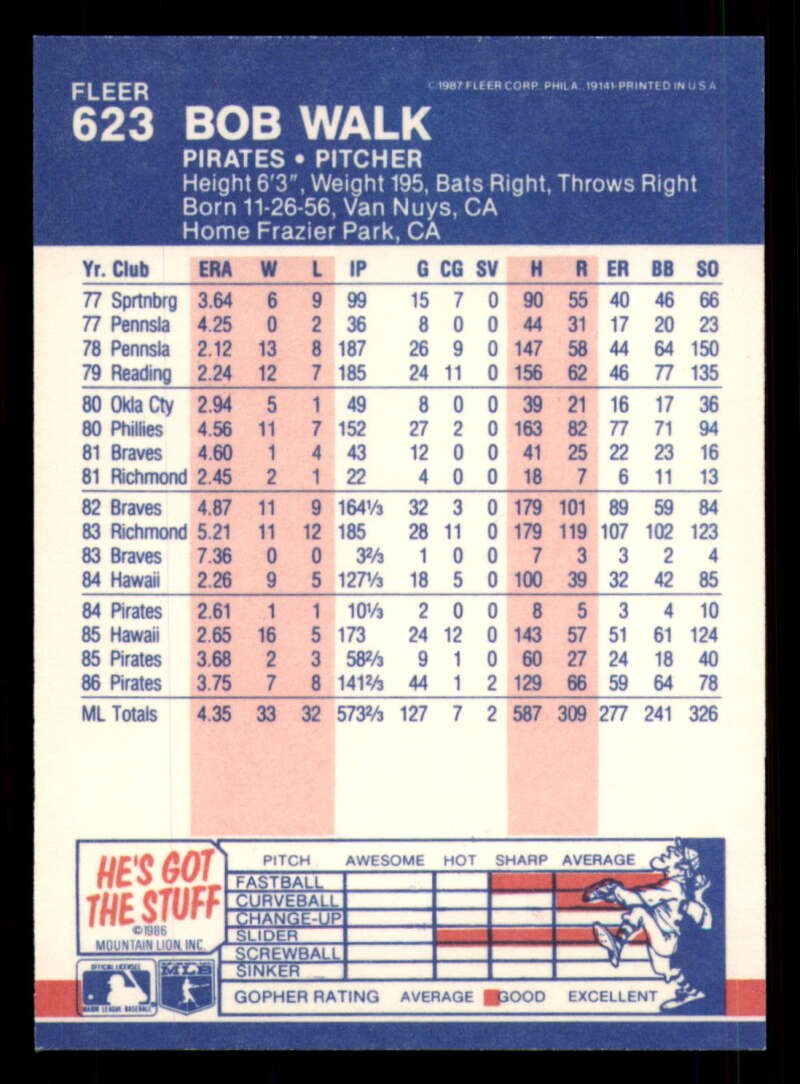 FLEER
©1987 FLEER CORP. PHILA., 19141-PRINTED IN U.S.A
623 BOB WALK
PIRATES • PITCHER
Height 6'3", Weight 195, Bats Right, Throws Right
Born 11-26-56, Van Nuys, CA
Home Frazier Park, CA
Yr. Club ERA W L IP G CG SV H R ER BB SO
77 Sprtnbrg 3.64 6 9 99 15 7 0 90 55 40 46 66
77 Pennsla 4.25 0 2 36 8 0 0 44 31 17 20 23
78 Pennsla 2.12 13 8 187 26 9 0 147 58 44 64 150
79 Reading 2.24 12 7 185 24 11 0 156 62 46 77 135
80 Okla Cty 2.94 5 1 49 8 0 0 39 21 16 17 36
80 Phillies 4.56 11 7 152 27 2 0 163 82 77 71 94
81 Braves 4.60 1 4 43 12 0 0 41 25 22 23 16
81 Richmond 2.45 2 1 22 4 0 0 18 7 6 11 13
82 Braves 4.87 11 9 164⅓ 32 3 0 179 101 89 59 84
83 Richmond 5.21 11 12 185 28 11 0 179 119 107 102 123
83 Braves 7.36 0 0 3⅔ 1 0 0 7 3 3 2 4
84 Hawaii 2.26 9 5 127⅓ 18 5 0 100 39 32 42 85
84 Pirates 2.61 1 1 10⅓ 2 0 0 8 5 3 4 10
85 Hawaii 2.65 16 5 173 24 12 0 143 57 51 61 124
85 Pirates 3.68 2 3 58⅔ 9 1 0 60 27 24 18 40
86 Pirates 3.75 7 8 141⅔ 44 1 2 129 66 59 64 78
ML Totals 4.35 33 32 573⅔ 127 7 2 587 309 277 241 326
HE'S GOT
THE STUFF
©1986
MOUNTAIN LION, INC.
OFFICIAL LICENSEE
MAJOR LEAGUE BASEBALL
MLB
PITCH AWESOME HOT SHARP AVERAGE
FASTBALL
CURVEBALL
CHANGE-UP
SLIDER
SCREWBALL
SINKER
GOPHER RATING AVERAGE GOOD EXCELLENT